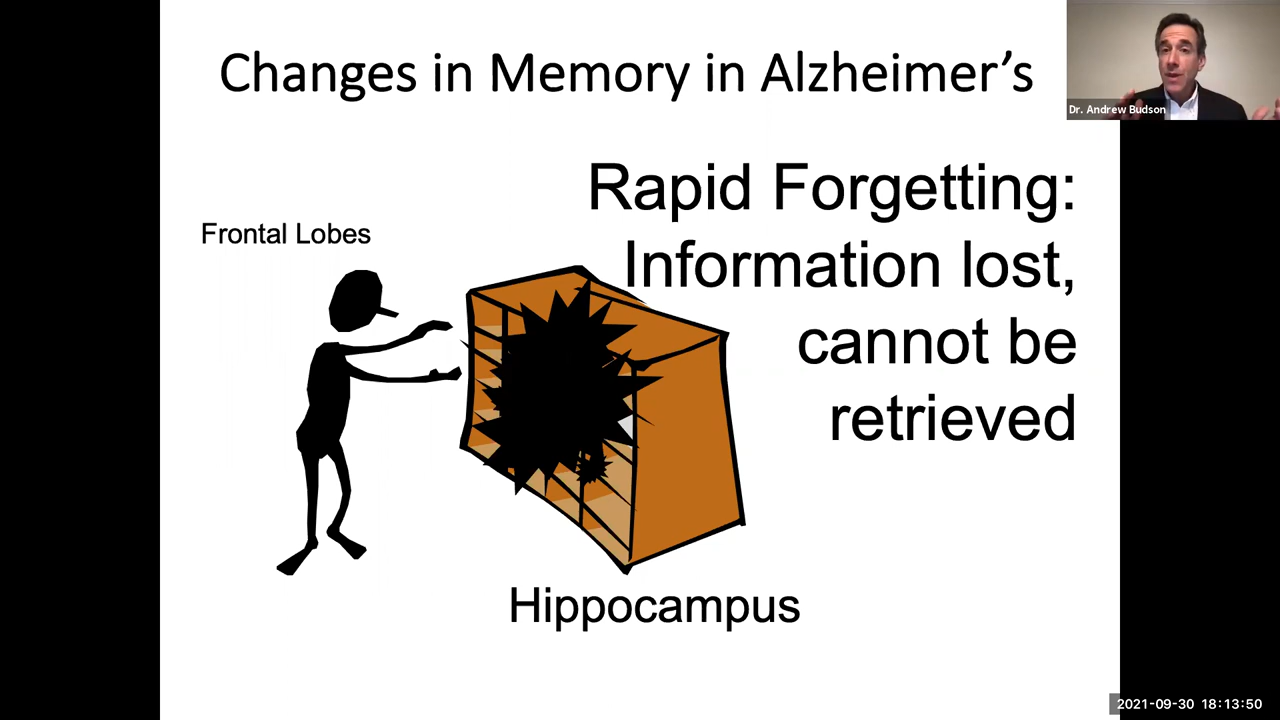 Changes in Memory in Alzheimer’s
Dr. Andrew Budson
Rapid Forgetting:
Information lost,
cannot be
retrieved
Frontal Lobes
Hippocampus
2021-09-30 18:13:50